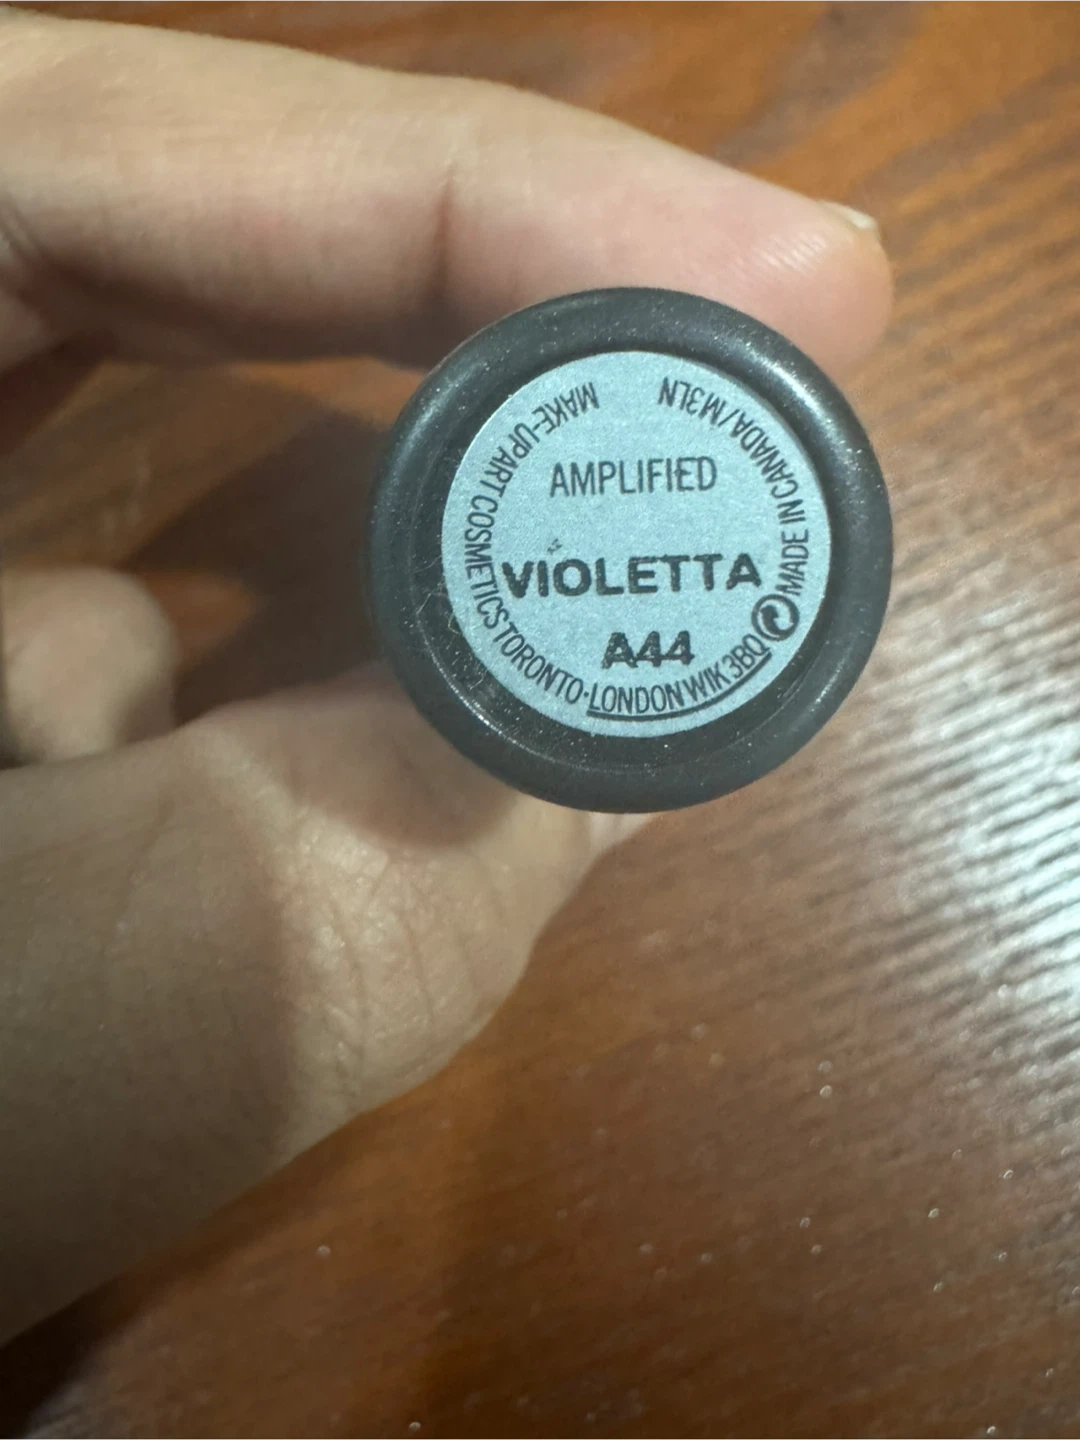 AMPLIFIED
VIOLETTA
A44
MAKE-UP ART COSMETICS TORONTO·LONDON W1K 3BQ
MADE IN CANADA/M3LN